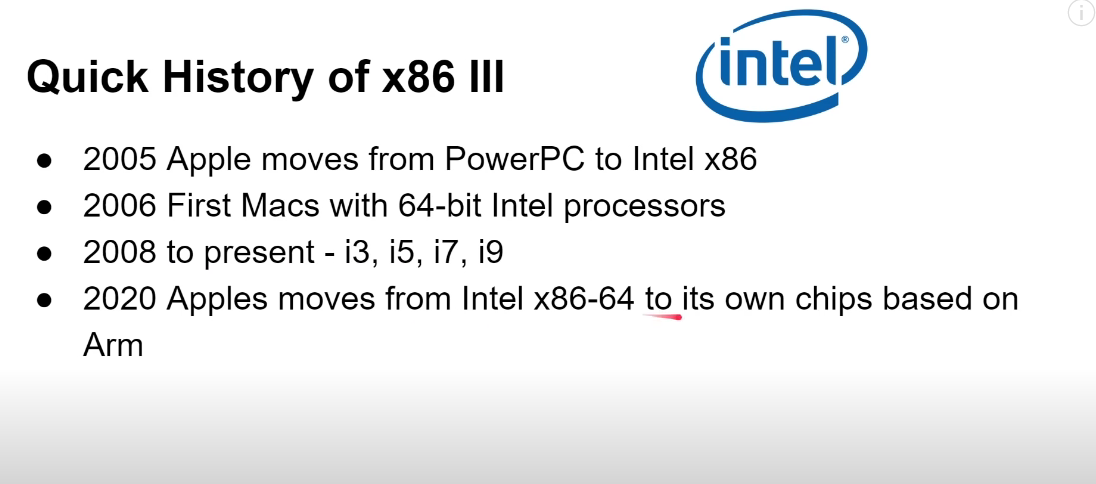 intel®
Quick History of x86 III
● 2005 Apple moves from PowerPC to Intel x86
● 2006 First Macs with 64-bit Intel processors
● 2008 to present - i3, i5, i7, i9
● 2020 Apples moves from Intel x86-64 to its own chips based on
Arm